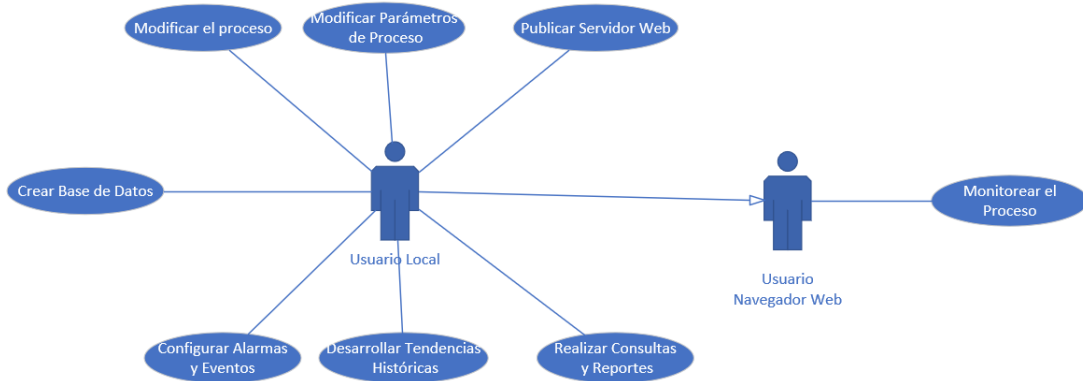 Modificar el proceso
Modificar Parámetros
de Proceso
Publicar Servidor Web
Crear Base de Datos
Usuario Local
Monitorear el
Proceso
Usuario
Navegador Web
Configurar Alarmas
y Eventos
Desarrollar Tendencias
Históricas
Realizar Consultas
y Reportes